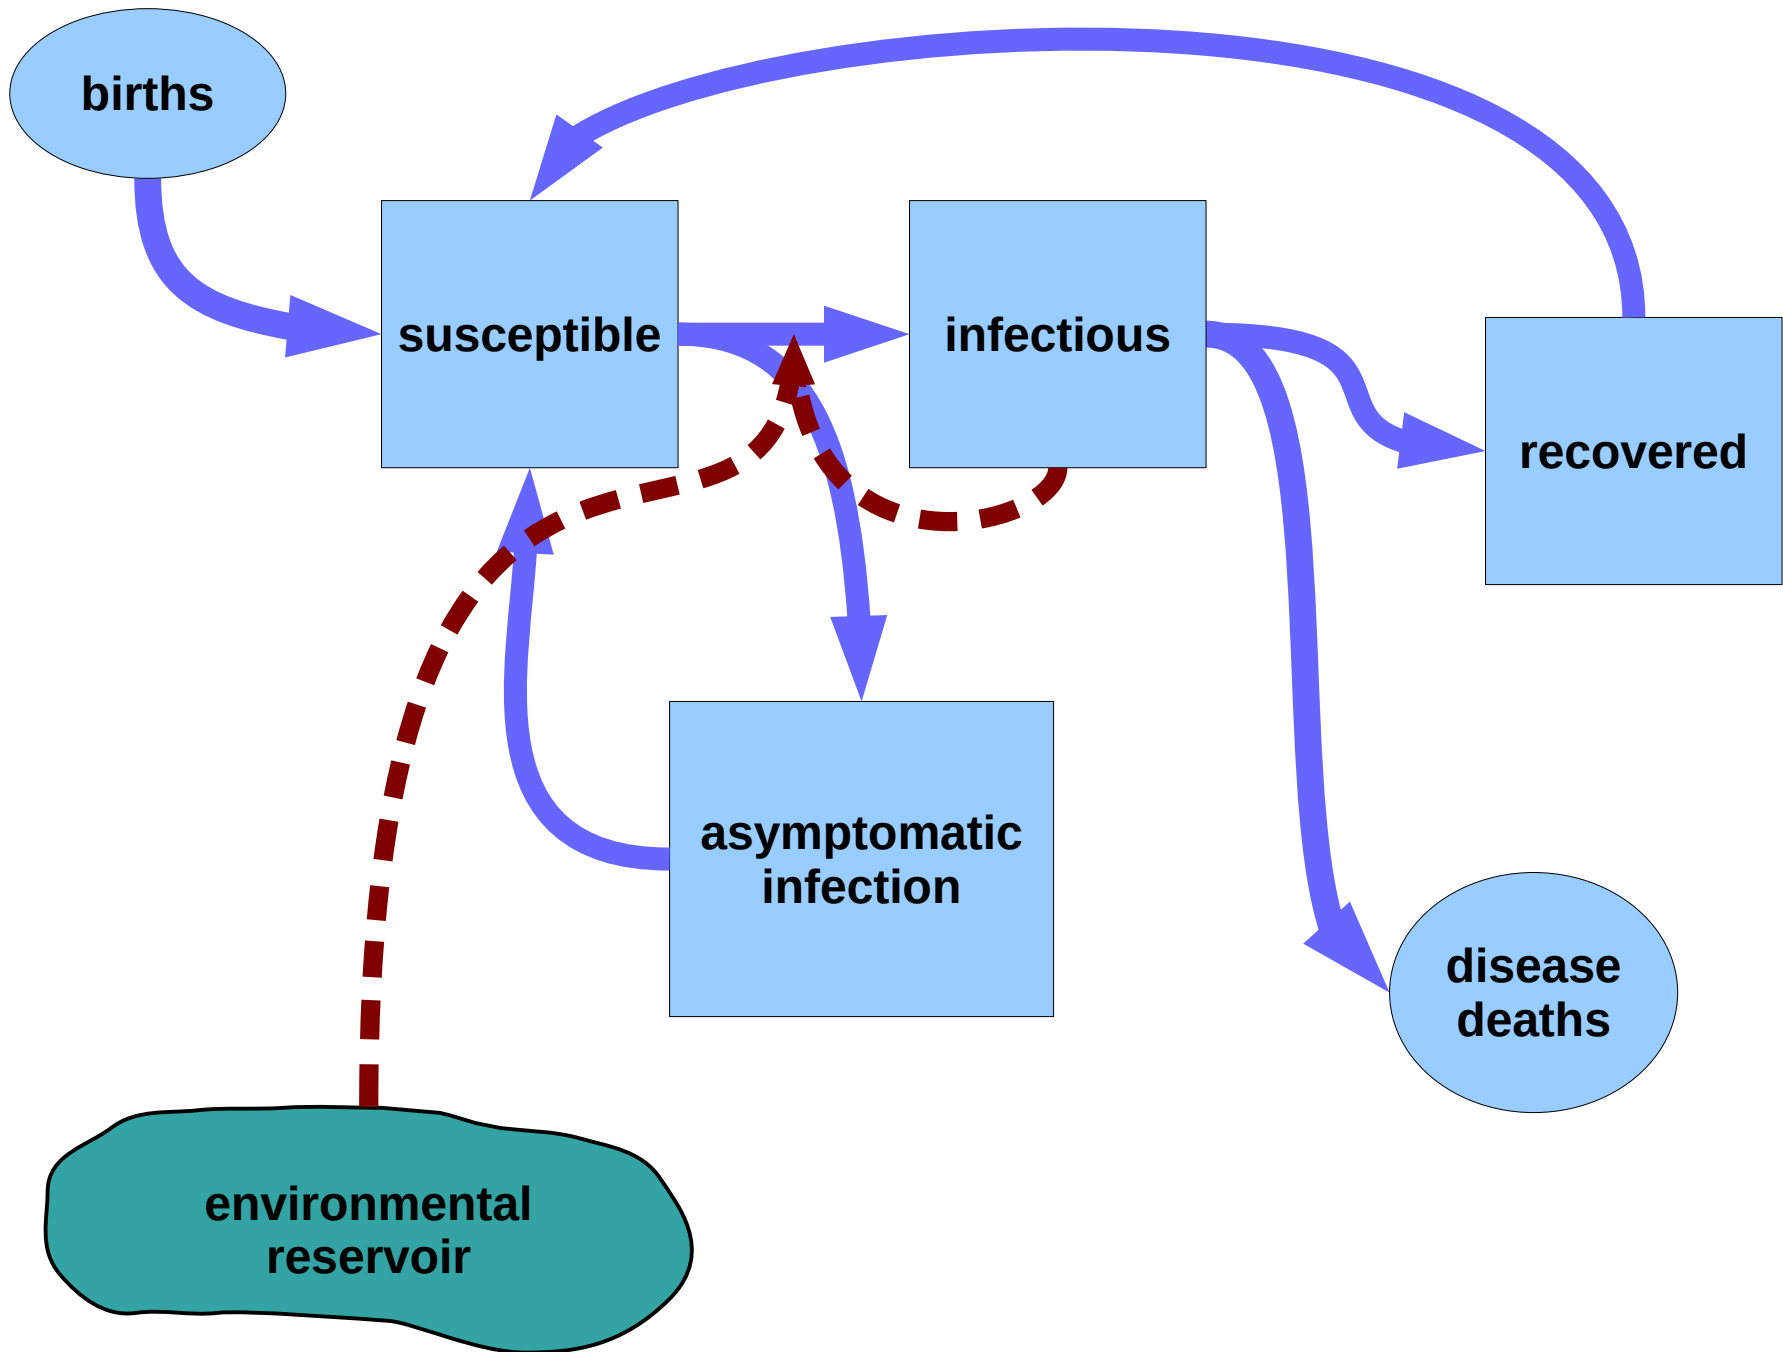 births
susceptible
infectious
recovered
asymptomatic
infection
disease
deaths
environmental
reservoir